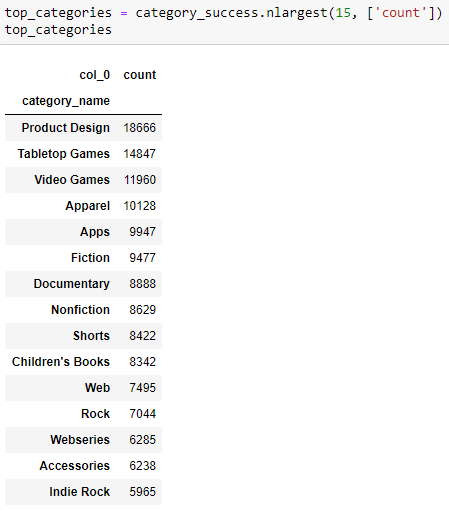 top_categories = category_success.nlargest(15, ['count'])
top_categories
col_0 count
category_name
Product Design 18666
Tabletop Games 14847
Video Games 11960
Apparel 10128
Apps 9947
Fiction 9477
Documentary 8888
Nonfiction 8629
Shorts 8422
Children's Books 8342
Web 7495
Rock 7044
Webseries 6285
Accessories 6238
Indie Rock 5965